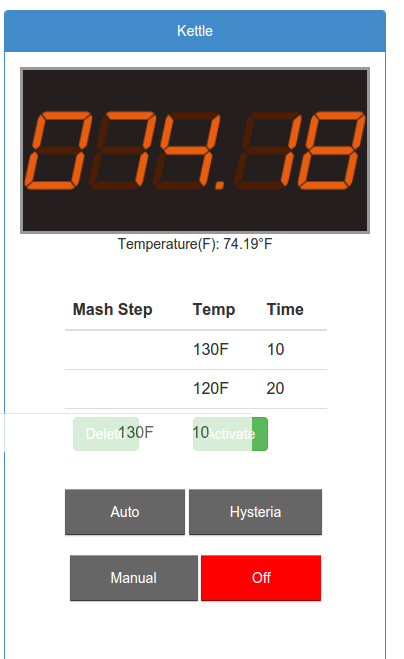 Kettle
074.18
Temperature(F): 74.19°F
Mash Step Temp Time
130F 10
120F 20
Delete 130F 10 Activate
Auto Hysteria
Manual Off